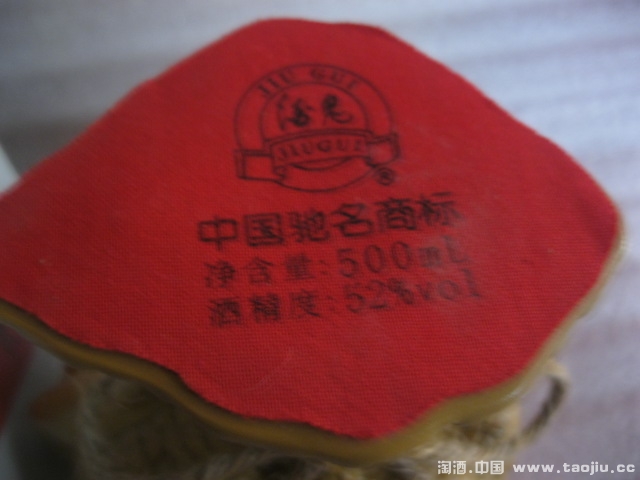 JIU GUI
酒鬼
JIUGUI
®
中国驰名商标
净含量:500mL
酒精度:52%vol
淘酒.中国 www.taojiu.cc